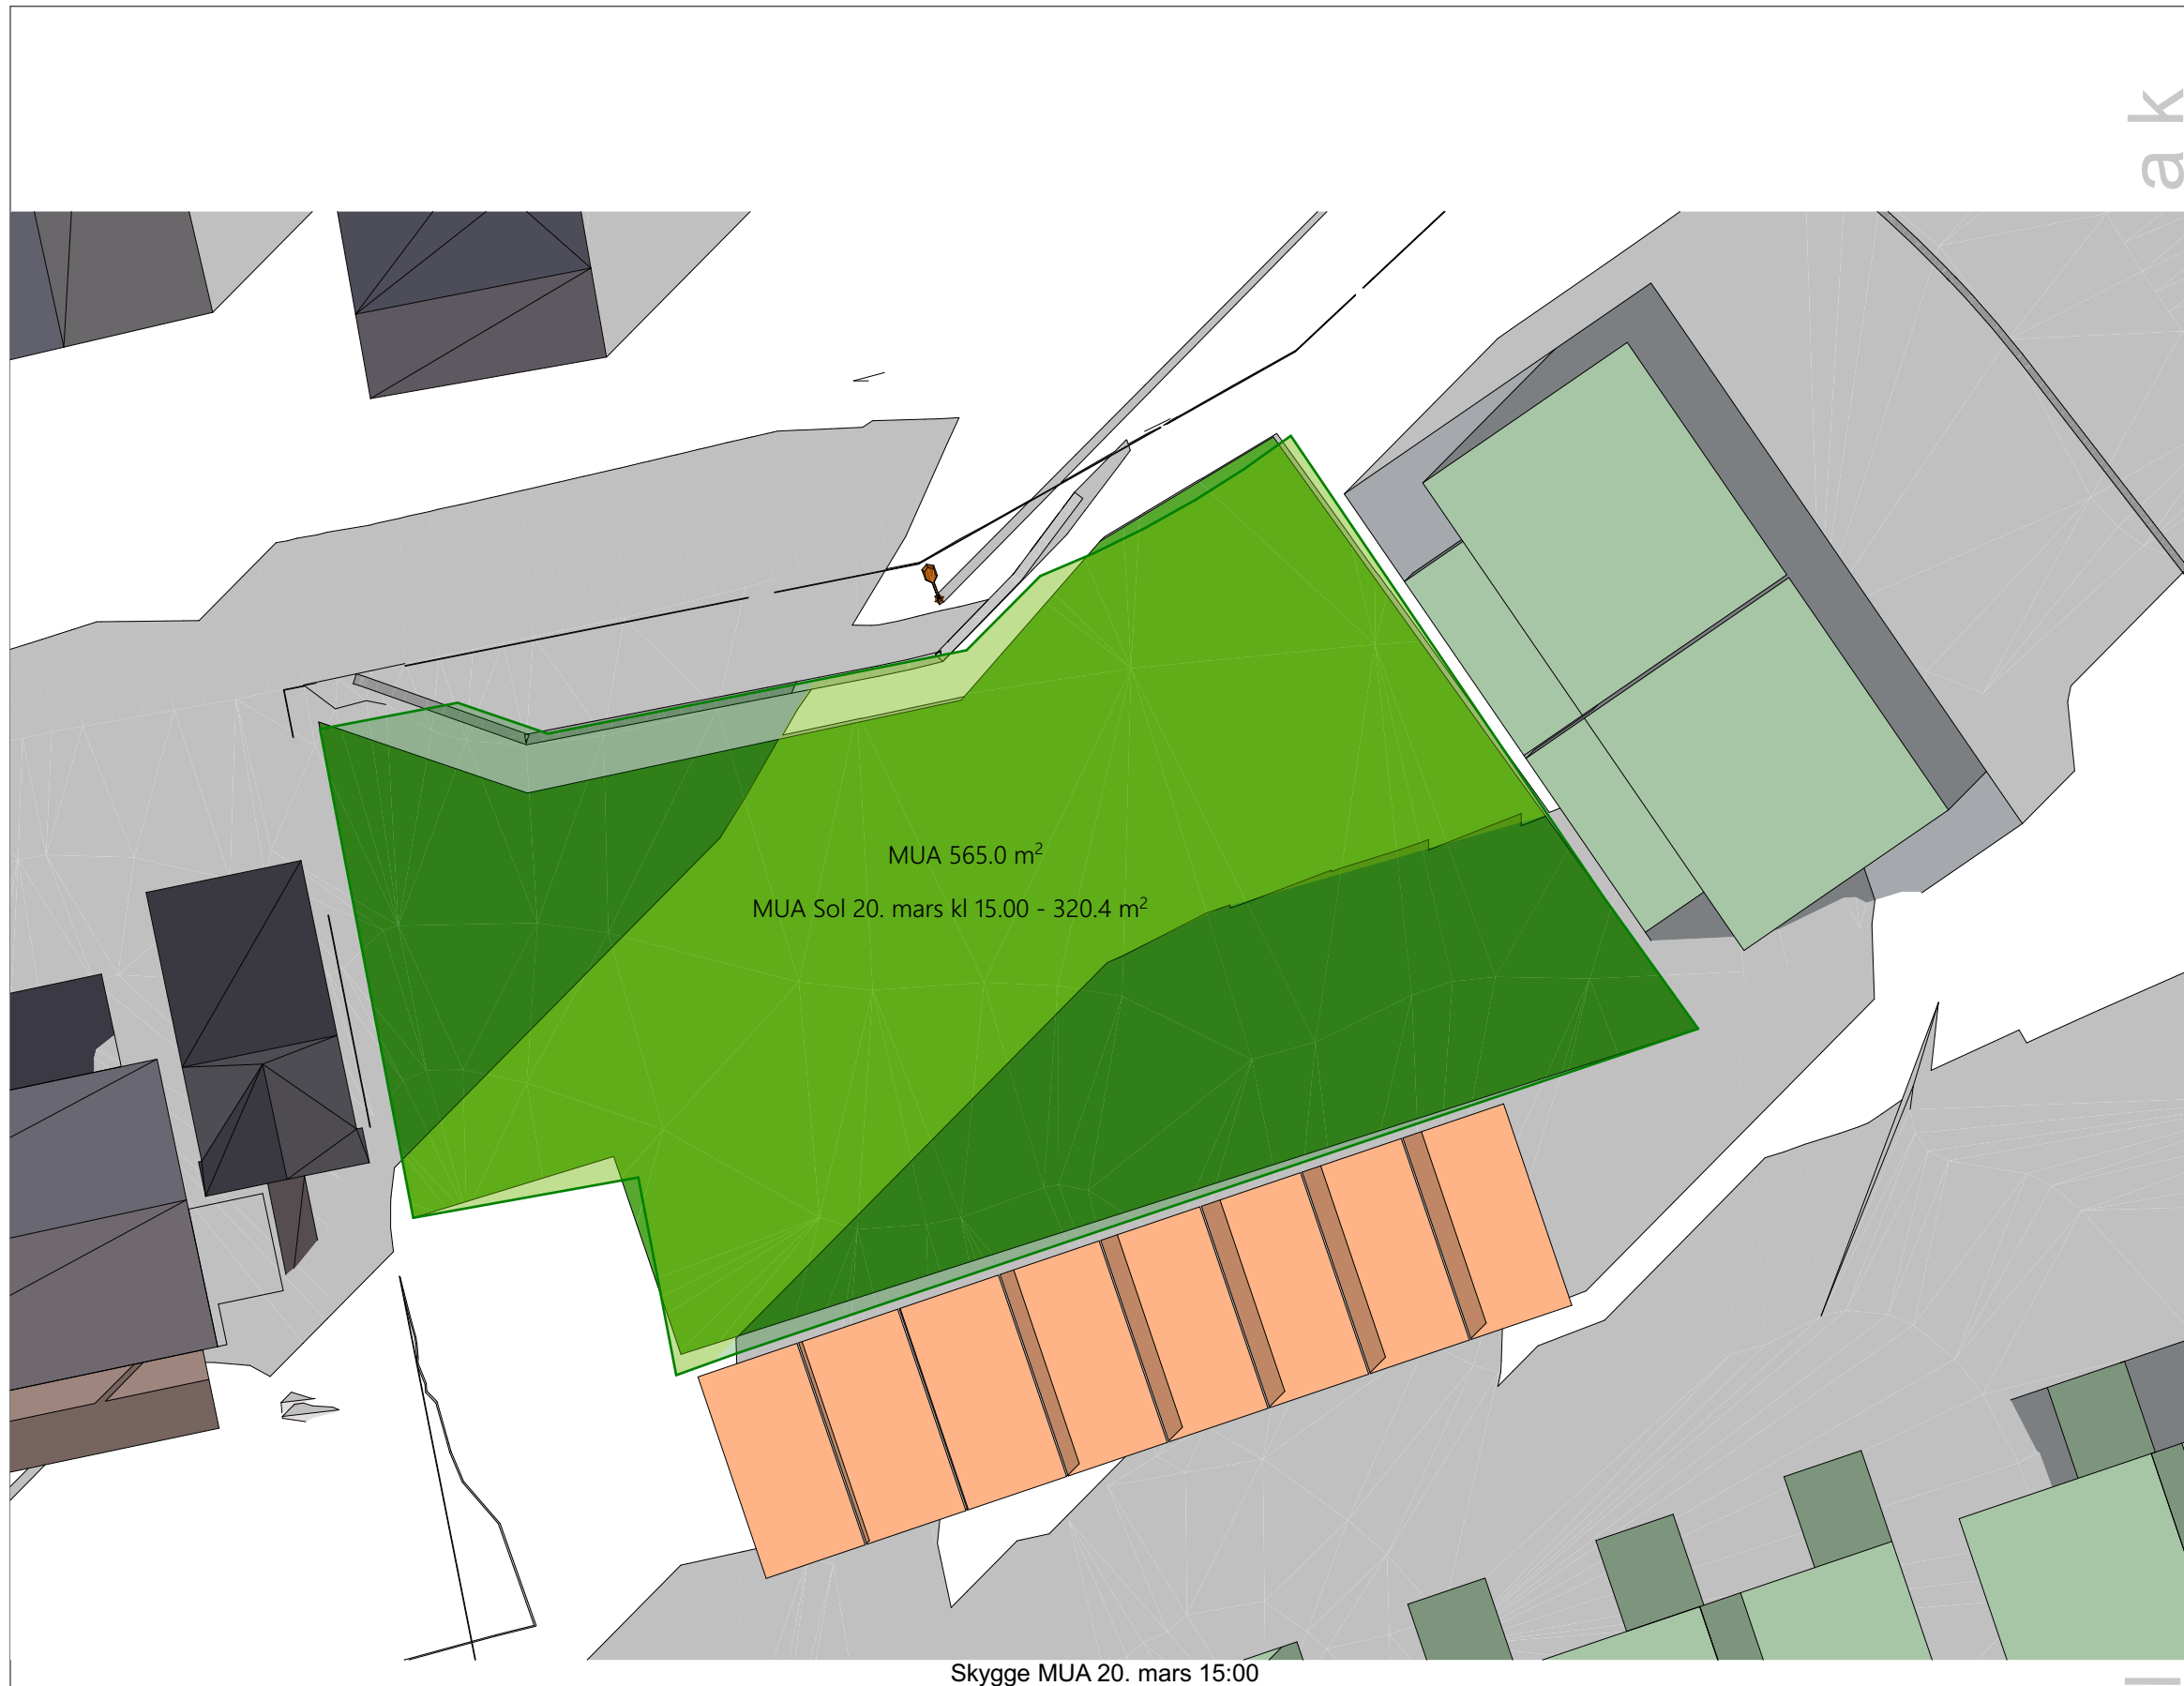 a k
MUA 565.0 m²
MUA Sol 20. mars kl 15.00 - 320.4 m²
Skygge MUA 20. mars 15:00